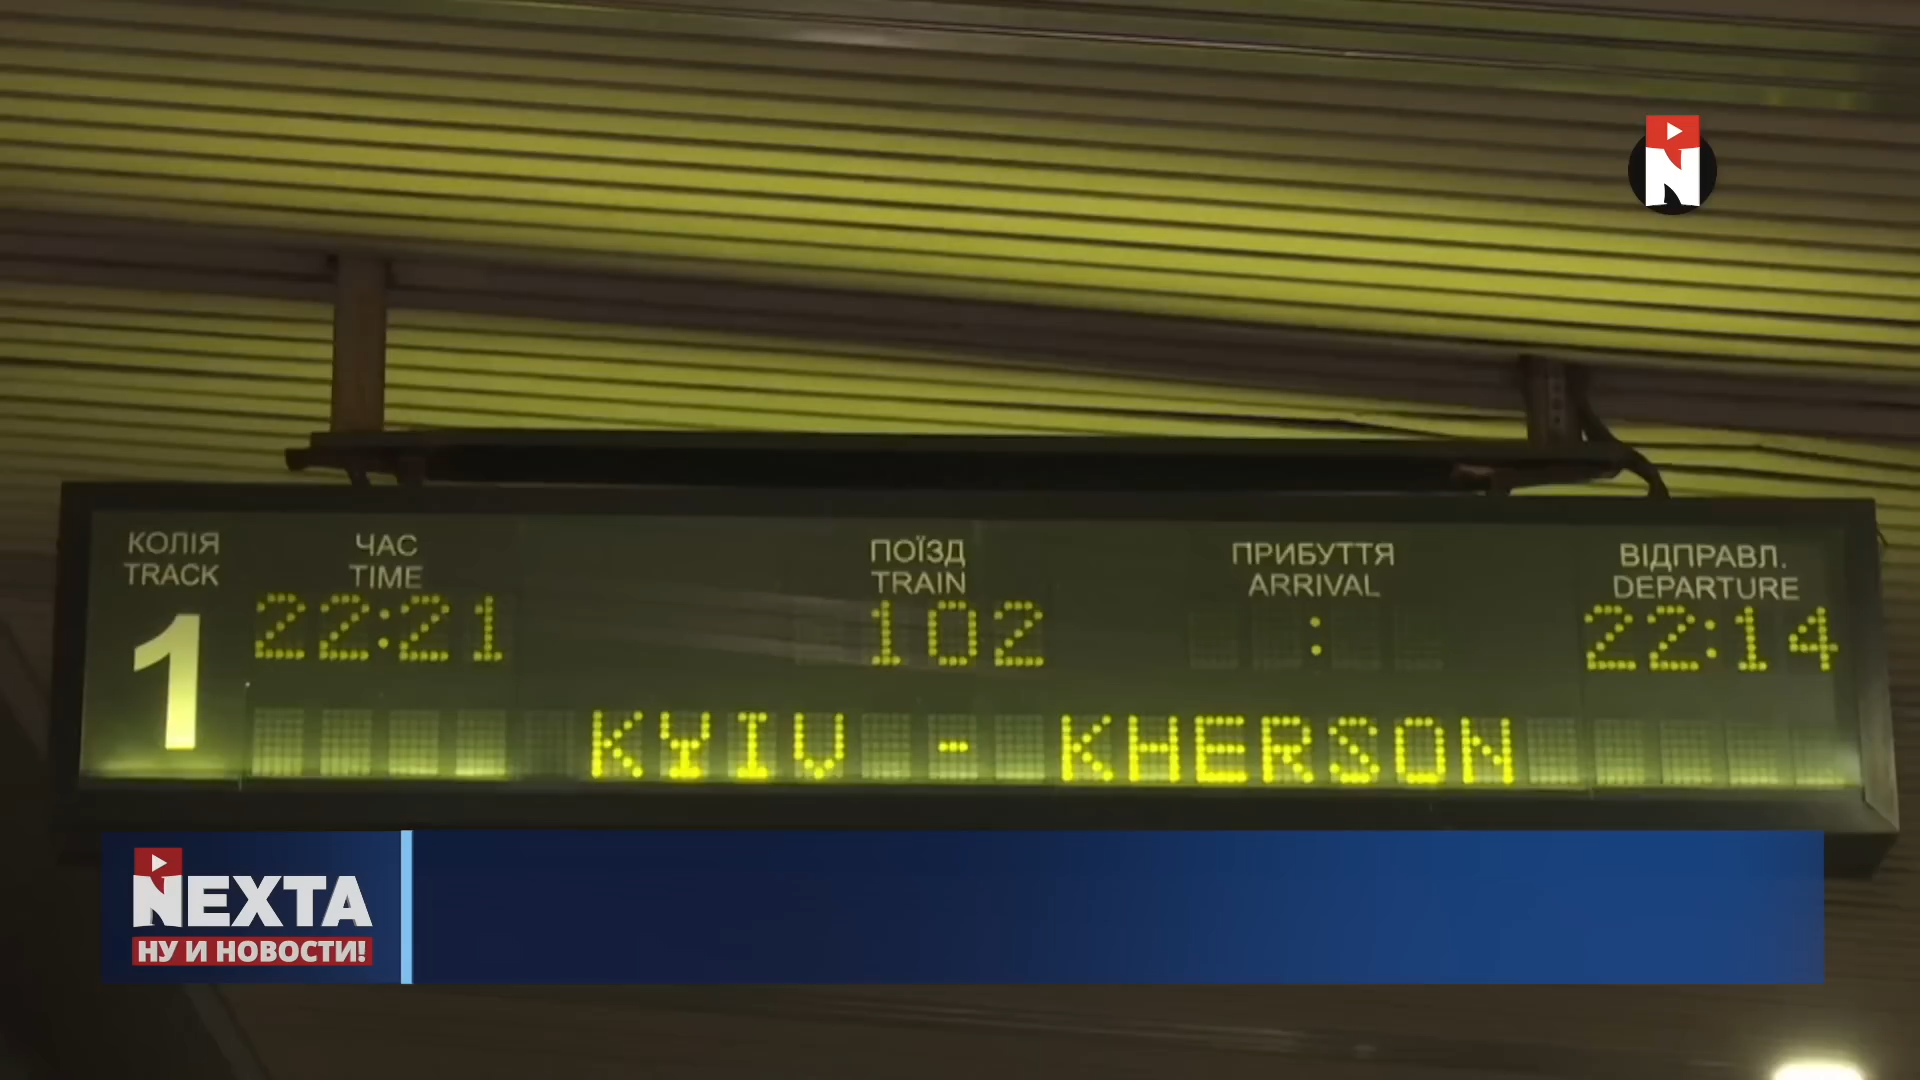 КОЛІЯ
TRACK
1
ЧАС
TIME
22:21
ПОЇЗД
TRAIN
102
ПРИБУТТЯ
ARRIVAL
:
ВІДПРАВЛ.
DEPARTURE
22:14
KYIV - KHERSON
NEXTA
НУ И НОВОСТИ!